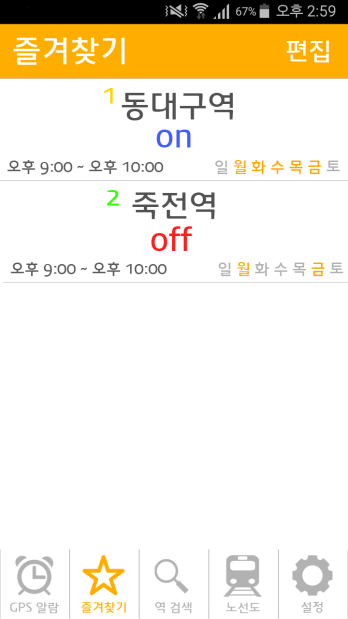 67% 오후 2:59
즐겨찾기 편집
1 동대구역
on
오후 9:00 ~ 오후 10:00 일 월 화 수 목 금 토
2 죽전역
off
오후 9:00 ~ 오후 10:00 일 월 화 수 목 금 토
GPS 알람 즐겨찾기 역 검색 노선도 설정